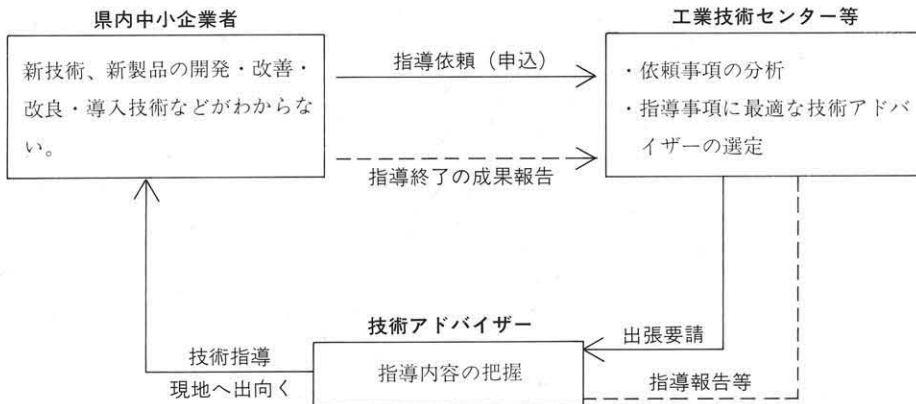 県内中小企業者
工業技術センター等
新技術、新製品の開発・改善・
改良・導入技術などがわからな
い。
指導依頼（申込）
・依頼事項の分析
・指導事項に最適な技術アドバ
イザーの選定
指導終了の成果報告
技術アドバイザー
出張要請
技術指導
現地へ出向く
指導内容の把握
指導報告等